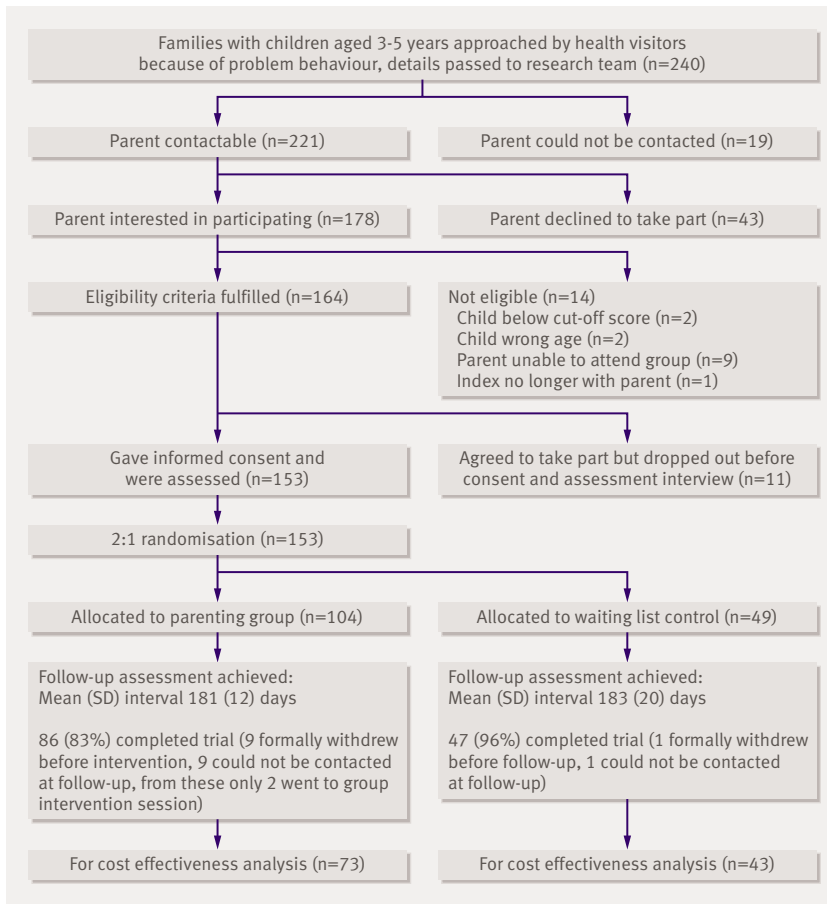 Families with children aged 3-5 years approached by health visitors
because of problem behaviour, details passed to research team (n=240)
Parent contactable (n=221)
Parent could not be contacted (n=19)
Parent interested in participating (n=178)
Parent declined to take part (n=43)
Eligibility criteria fulfilled (n=164)
Not eligible (n=14)
Child below cut-off score (n=2)
Child wrong age (n=2)
Parent unable to attend group (n=9)
Index no longer with parent (n=1)
Gave informed consent and
were assessed (n=153)
Agreed to take part but dropped out before
consent and assessment interview (n=11)
2:1 randomisation (n=153)
Allocated to parenting group (n=104)
Allocated to waiting list control (n=49)
Follow-up assessment achieved:
Mean (SD) interval 181 (12) days
86 (83%) completed trial (9 formally withdrew
before intervention, 9 could not be contacted
at follow-up, from these only 2 went to group
intervention session)
Follow-up assessment achieved:
Mean (SD) interval 183 (20) days
47 (96%) completed trial (1 formally withdrew
before follow-up, 1 could not be contacted
at follow-up)
For cost effectiveness analysis (n=73)
For cost effectiveness analysis (n=43)